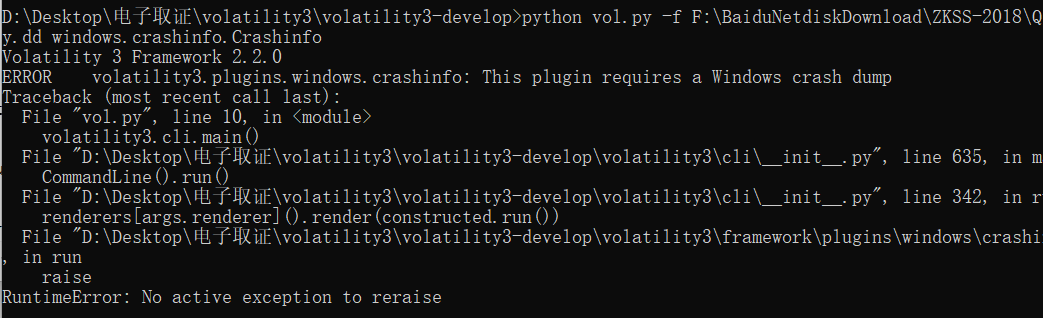 D:\Desktop\电子取证\volatility3\volatility3-develop>python vol.py -f F:\BaiduNetdiskDownload\ZKSS-2018\Q
y.dd windows.crashinfo.Crashinfo
Volatility 3 Framework 2.2.0
ERROR    volatility3.plugins.windows.crashinfo: This plugin requires a Windows crash dump
Traceback (most recent call last):
  File "vol.py", line 10, in <module>
    volatility3.cli.main()
  File "D:\Desktop\电子取证\volatility3\volatility3-develop\volatility3\cli\__init__.py", line 635, in m
    CommandLine().run()
  File "D:\Desktop\电子取证\volatility3\volatility3-develop\volatility3\cli\__init__.py", line 342, in r
    renderers[args.renderer]().render(constructed.run())
  File "D:\Desktop\电子取证\volatility3\volatility3-develop\volatility3\framework\plugins\windows\crashi
, in run
    raise
RuntimeError: No active exception to reraise